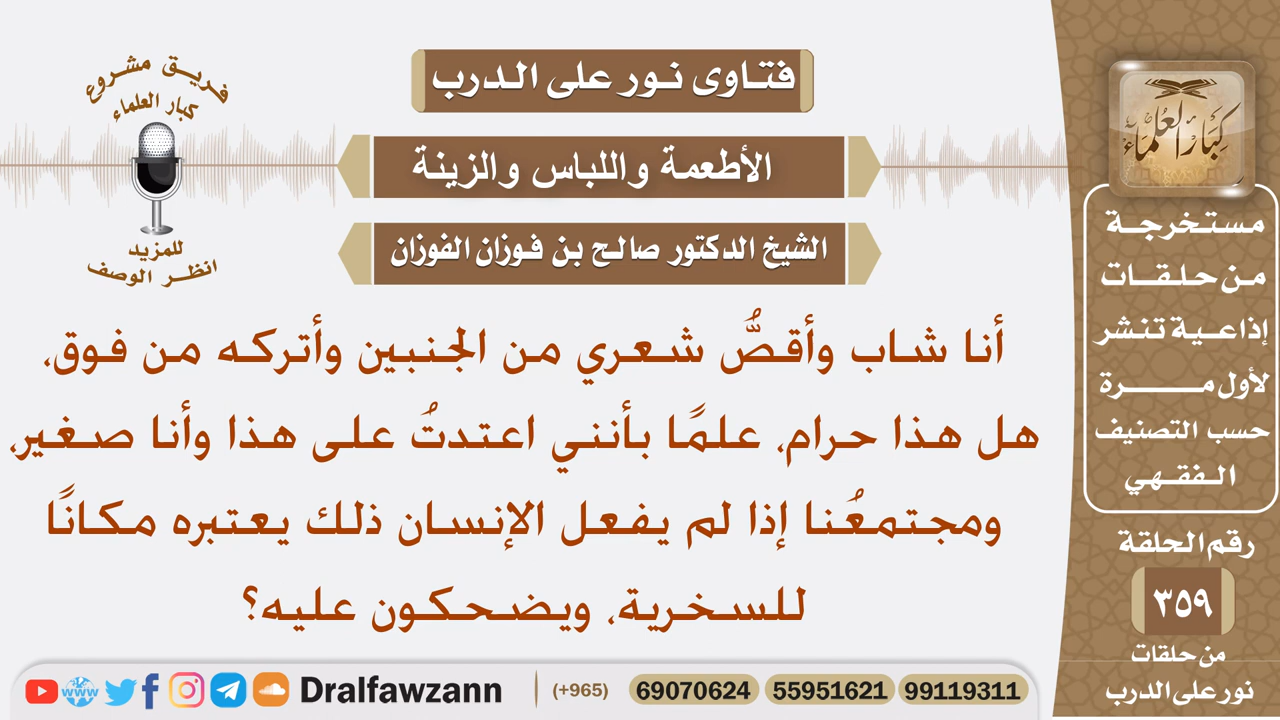 فتاوى نور على الدرب
الأطعمة واللباس والزينة
الشيخ الدكتور صالح بن فوزان الفوزان
فريق مشروع
كبار العلماء
للمزيد
انظر الوصف
أنا شاب وأقصُّ شعري من الجنبين وأتركه من فوق،
هل هذا حرام، علمًا بأنني اعتدتُ على هذا وأنا صغير،
ومجتمعُنا إذا لم يفعل الإنسان ذلك يعتبره مكانًا
للسخرية، ويضحكون عليه؟
كبار العلماء
مستخرجة
من حلقات
إذاعية تنشر
لأول مرة
حسب التصنيف
الفقهي
رقم الحلقة
٣٥٩
من حلقات
نور على الدرب
www
Dralfawzann
(+965) 69070624 55951621 99119311